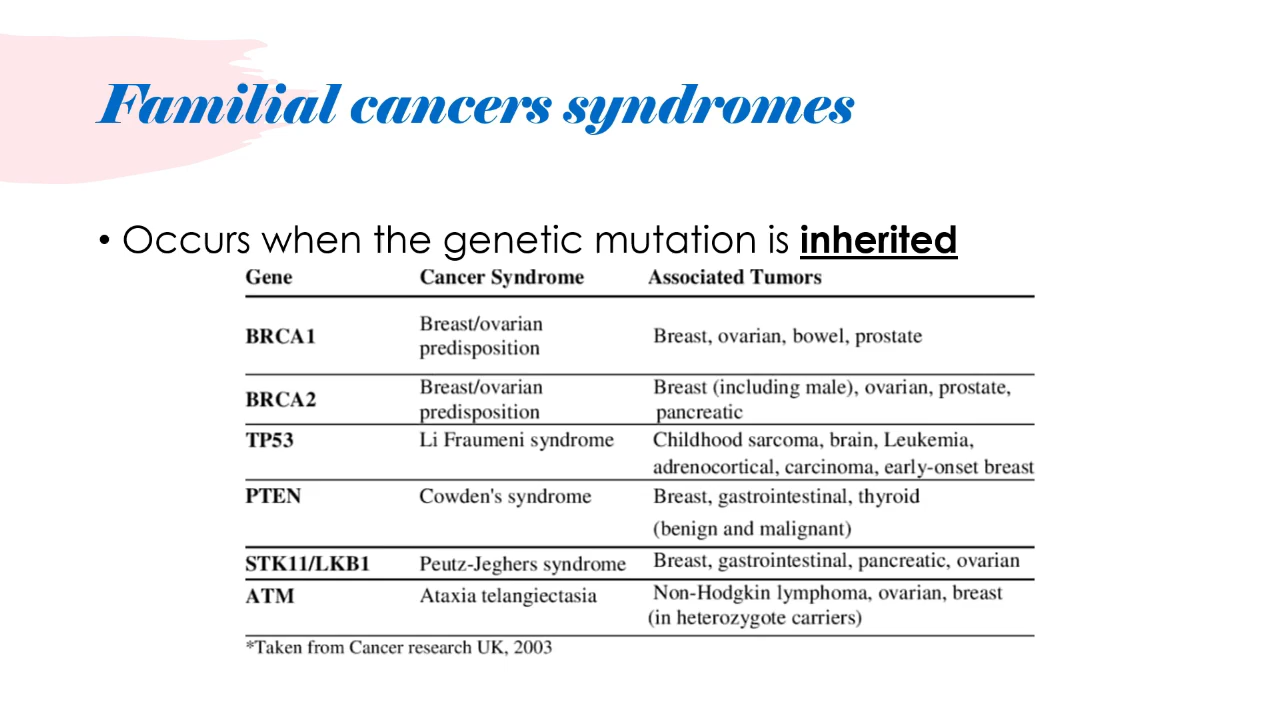 Familial cancers syndromes
• Occurs when the genetic mutation is inherited
Gene Cancer Syndrome Associated Tumors
BRCA1 Breast/ovarian predisposition Breast, ovarian, bowel, prostate
BRCA2 Breast/ovarian predisposition Breast (including male), ovarian, prostate, pancreatic
TP53 Li Fraumeni syndrome Childhood sarcoma, brain, Leukemia, adrenocortical, carcinoma, early-onset breast
PTEN Cowden's syndrome Breast, gastrointestinal, thyroid (benign and malignant)
STK11/LKB1 Peutz-Jeghers syndrome Breast, gastrointestinal, pancreatic, ovarian
ATM Ataxia telangiectasia Non-Hodgkin lymphoma, ovarian, breast (in heterozygote carriers)
*Taken from Cancer research UK, 2003